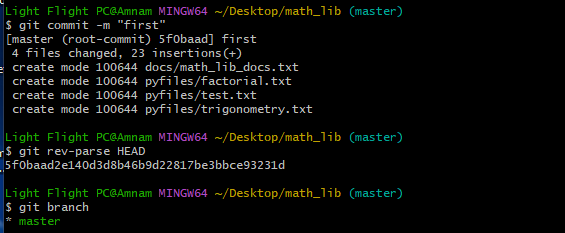 Light Flight PC@Amnam MINGW64 ~/Desktop/math_lib (master)
$ git commit -m "first"
[master (root-commit) 5f0baad] first
 4 files changed, 23 insertions(+)
 create mode 100644 docs/math_lib_docs.txt
 create mode 100644 pyfiles/factorial.txt
 create mode 100644 pyfiles/test.txt
 create mode 100644 pyfiles/trigonometry.txt
Light Flight PC@Amnam MINGW64 ~/Desktop/math_lib (master)
$ git rev-parse HEAD
5f0baad2e140d3d8b46b9d22817be3bbce93231d
Light Flight PC@Amnam MINGW64 ~/Desktop/math_lib (master)
$ git branch
* master